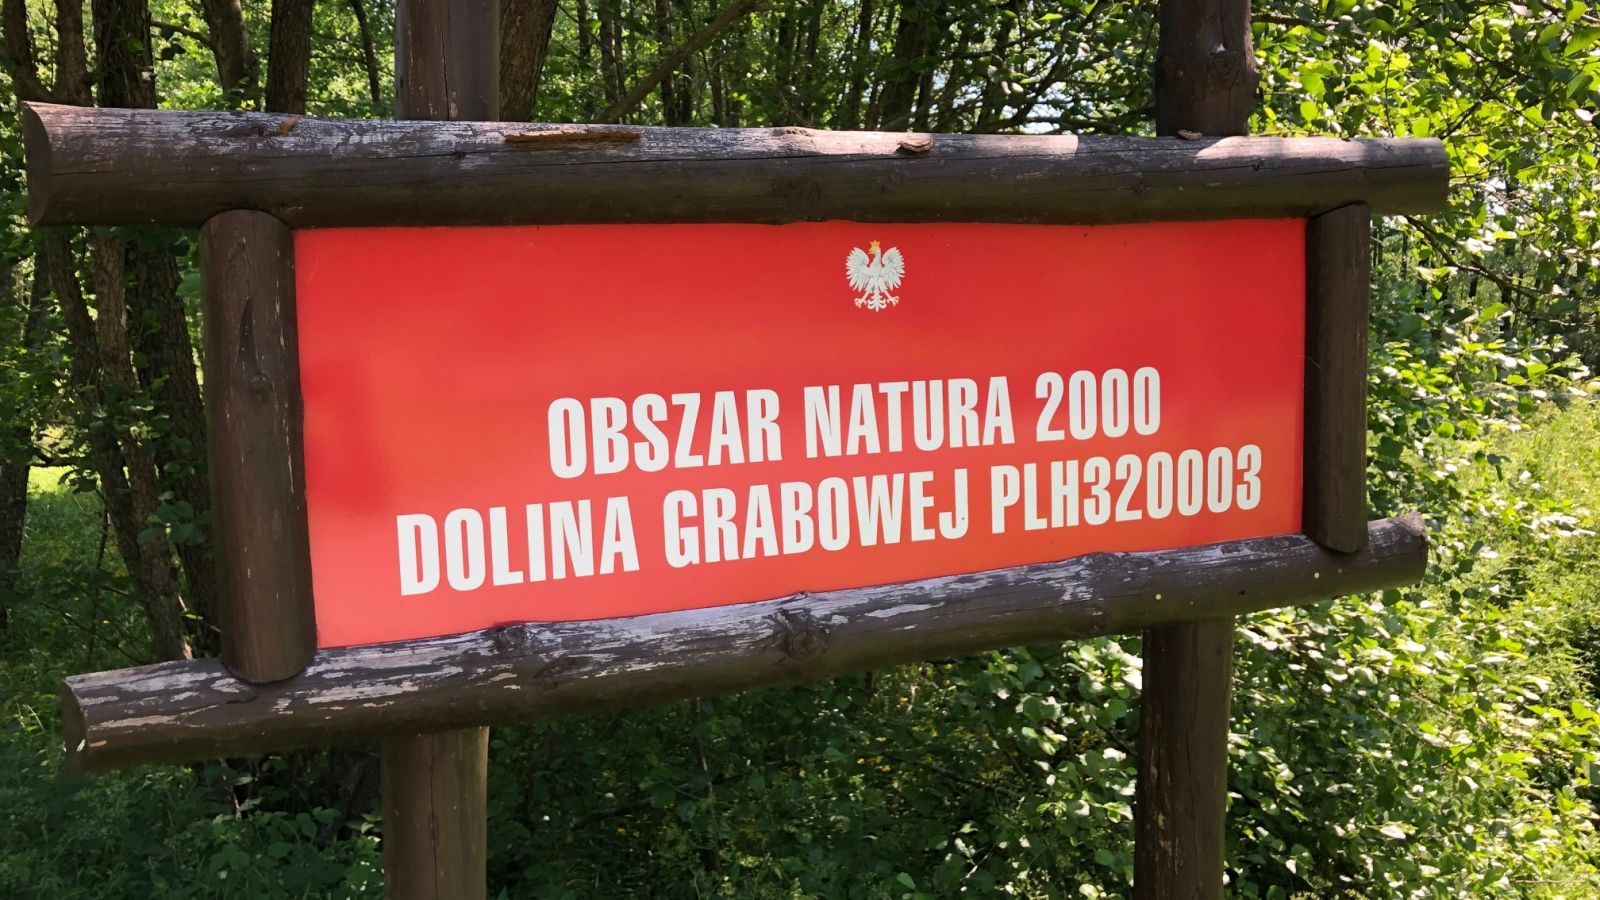 OBSZAR NATURA 2000
DOLINA GRABOWEJ PLH320003